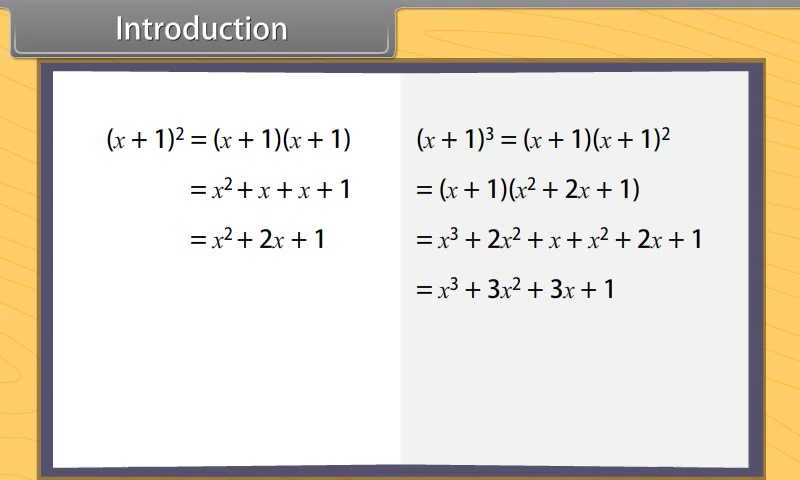 Introduction
(x + 1)² = (x + 1)(x + 1)
= x² + x + x + 1
= x² + 2x + 1
(x + 1)³ = (x + 1)(x + 1)²
= (x + 1)(x² + 2x + 1)
= x³ + 2x² + x + x² + 2x + 1
= x³ + 3x² + 3x + 1